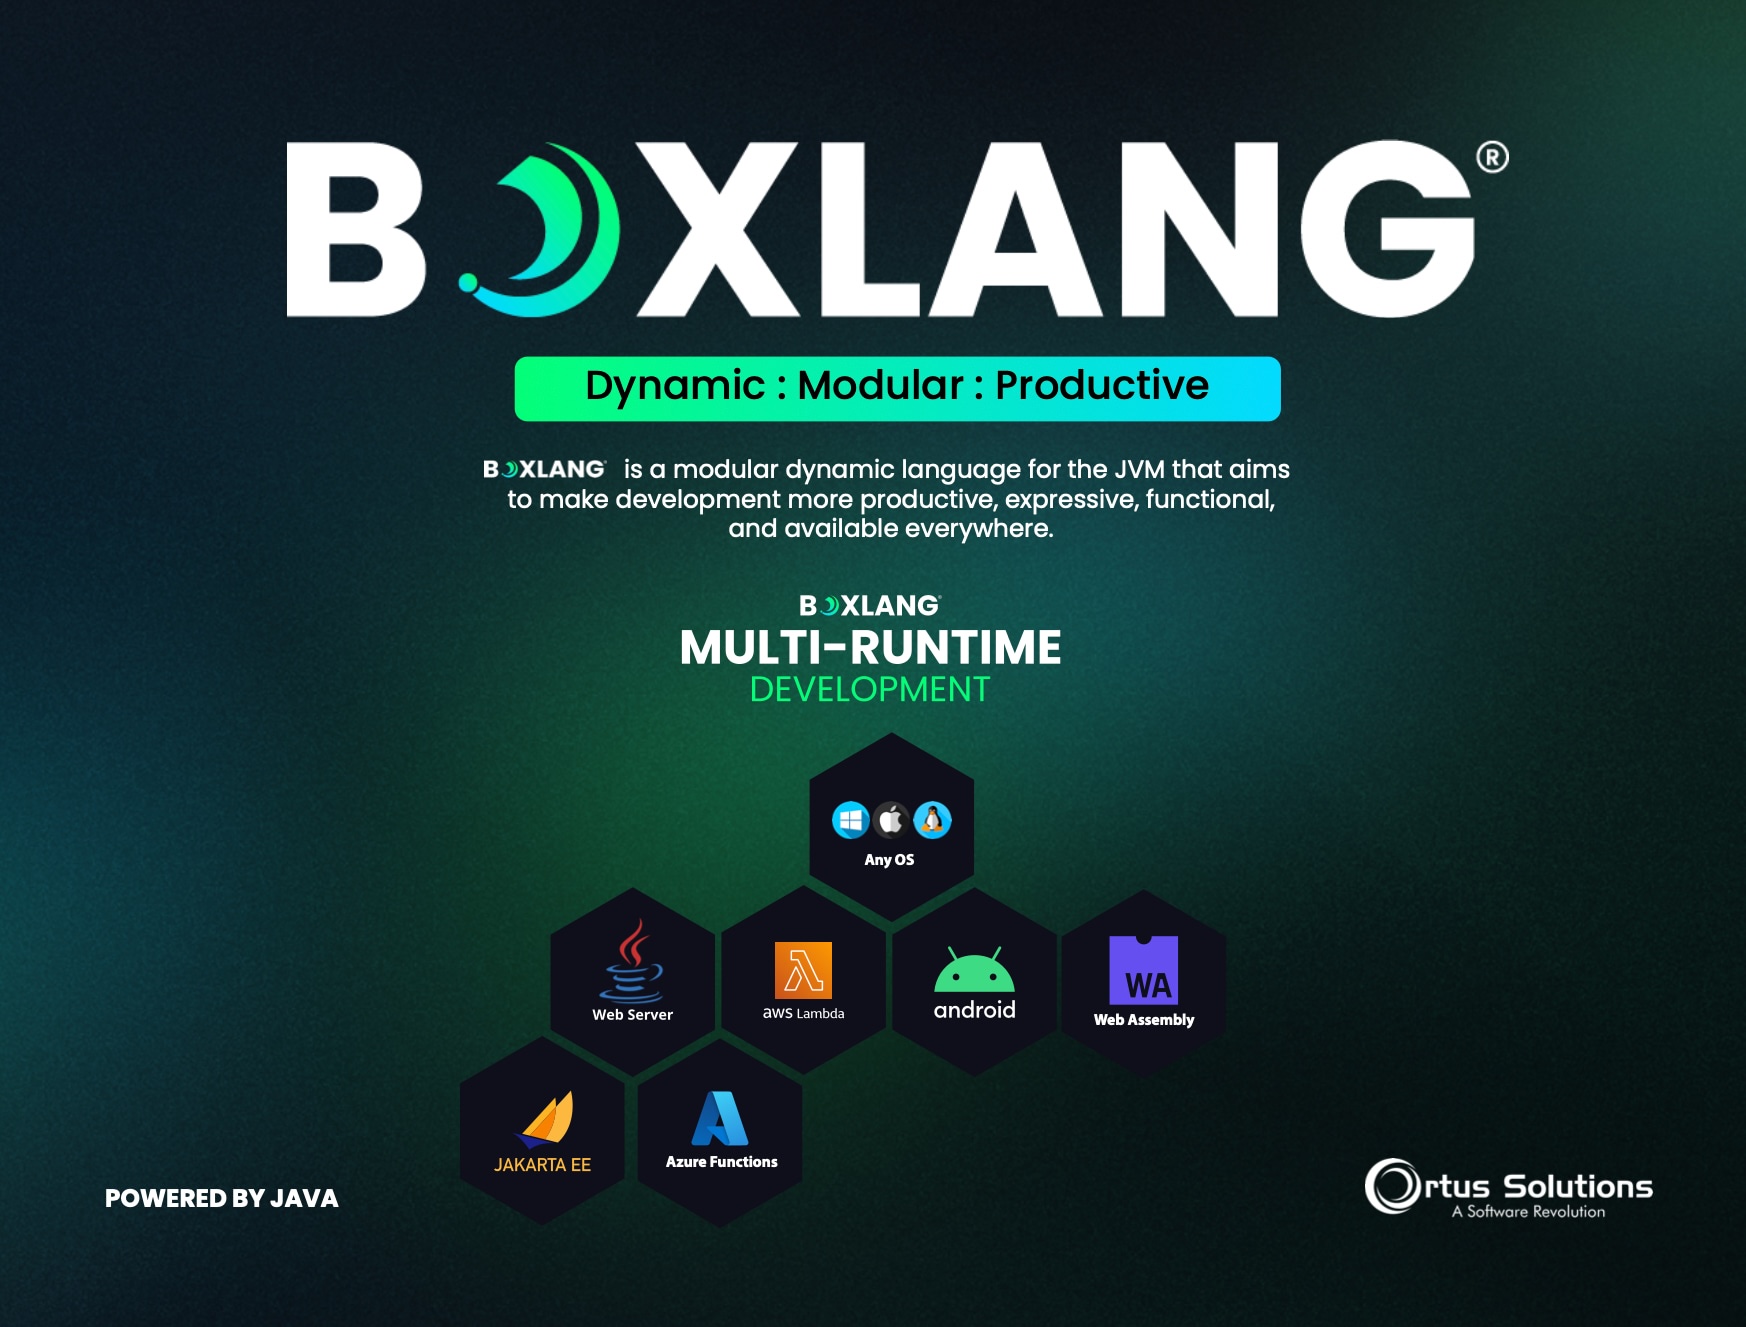 BOXLANG®
Dynamic : Modular : Productive
BOXLANG® is a modular dynamic language for the JVM that aims
to make development more productive, expressive, functional,
and available everywhere.
BOXLANG®
MULTI-RUNTIME
DEVELOPMENT
Any OS
Web Server
aws Lambda
android
WA
Web Assembly
JAKARTA EE
Azure Functions
POWERED BY JAVA
Ortus Solutions
A Software Revolution